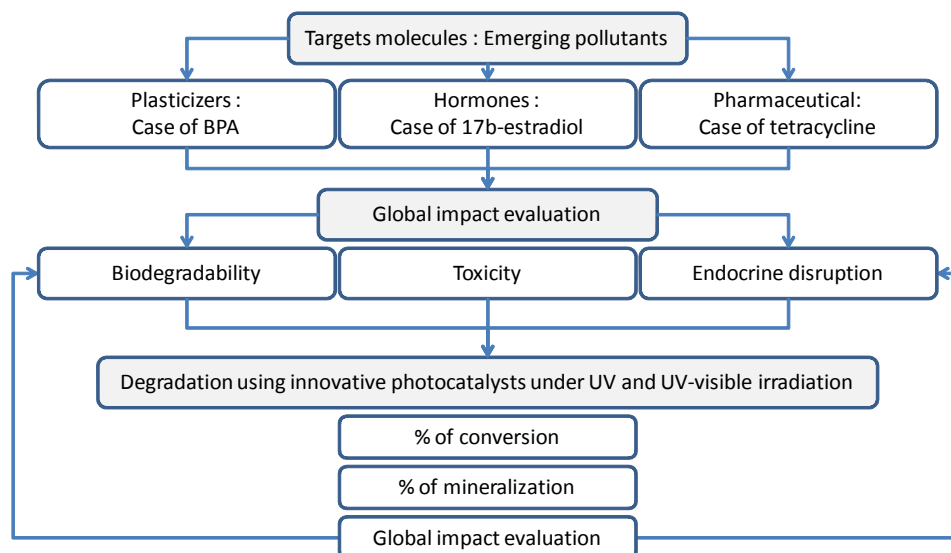 Targets molecules : Emerging pollutants
Plasticizers :
Case of BPA
Hormones :
Case of 17b-estradiol
Pharmaceutical:
Case of tetracycline
Global impact evaluation
Biodegradability
Toxicity
Endocrine disruption
Degradation using innovative photocatalysts under UV and UV-visible irradiation
% of conversion
% of mineralization
Global impact evaluation